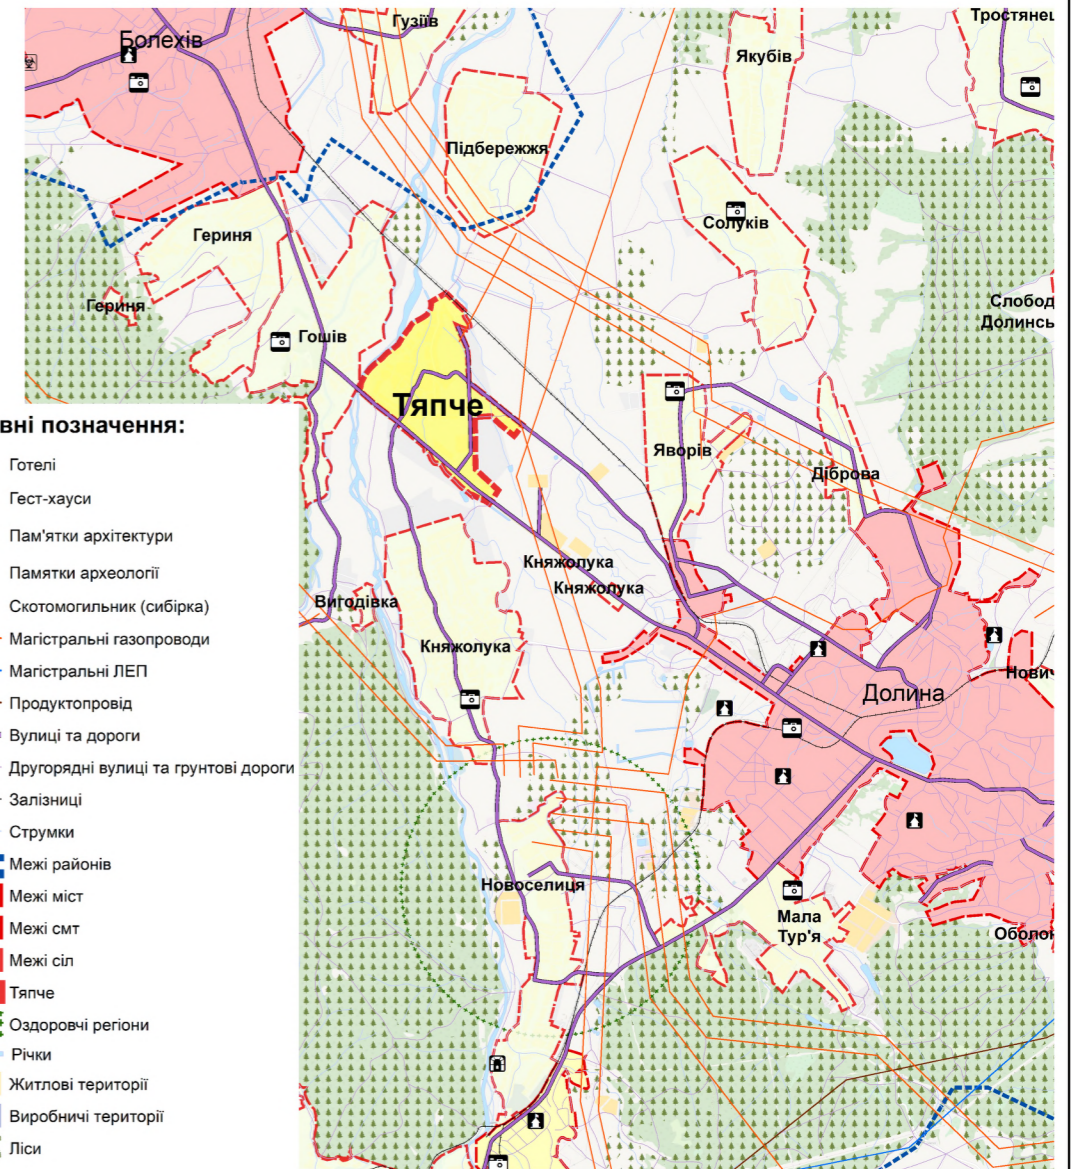 Гузіїв
Тростянец
Болехів
Якубів
Підбережжя
Солуків
Гериня
Гериня
Слобод
Долинсь
Гошів
Тяпче
вні позначення:
Яворів
Готелі
Діброва
Гест-хауси
Пам'ятки архітектури
Памятки археології
Княжолука
Княжолука
Скотомогильник (сибірка)
Вигодівка
Магістральні газопроводи
Княжолука
Магістральні ЛЕП
Нович
Долина
Продуктопровід
Вулиці та дороги
Другорядні вулиці та грунтові дороги
Залізниці
Струмки
Межі районів
Новоселиця
Межі міст
Мала
Тур'я
Межі смт
Оболон
Межі сіл
Тяпче
Оздоровчі регіони
Річки
Житлові території
Виробничі території
Ліси